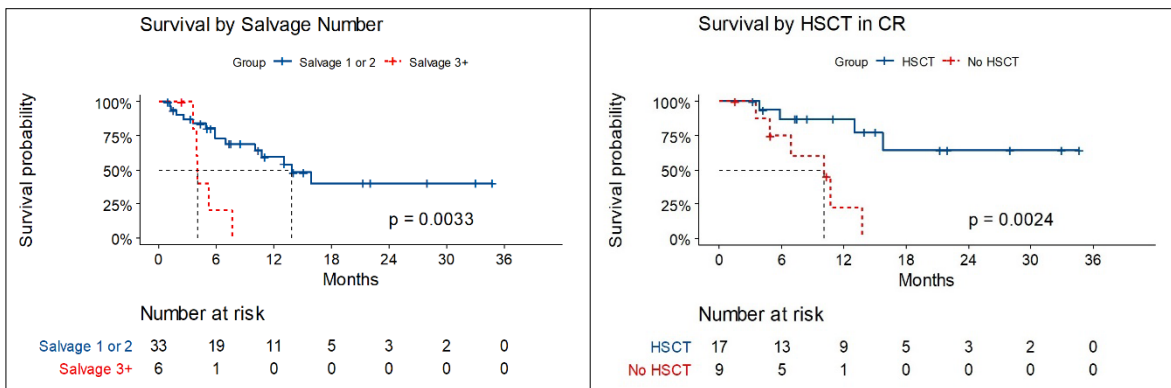 Survival by Salvage Number
Group Salvage 1 or 2 Salvage 3+
Survival probability
100%
75%
50%
25%
0%
p = 0.0033
0 6 12 18 24 30 36
Months
Number at risk
Salvage 1 or 2 33 19 11 5 3 2 0
Salvage 3+ 6 1 0 0 0 0 0
Survival by HSCT in CR
Group HSCT No HSCT
Survival probability
100%
75%
50%
25%
0%
p = 0.0024
0 6 12 18 24 30 36
Months
Number at risk
HSCT 17 13 9 5 3 2 0
No HSCT 9 5 1 0 0 0 0